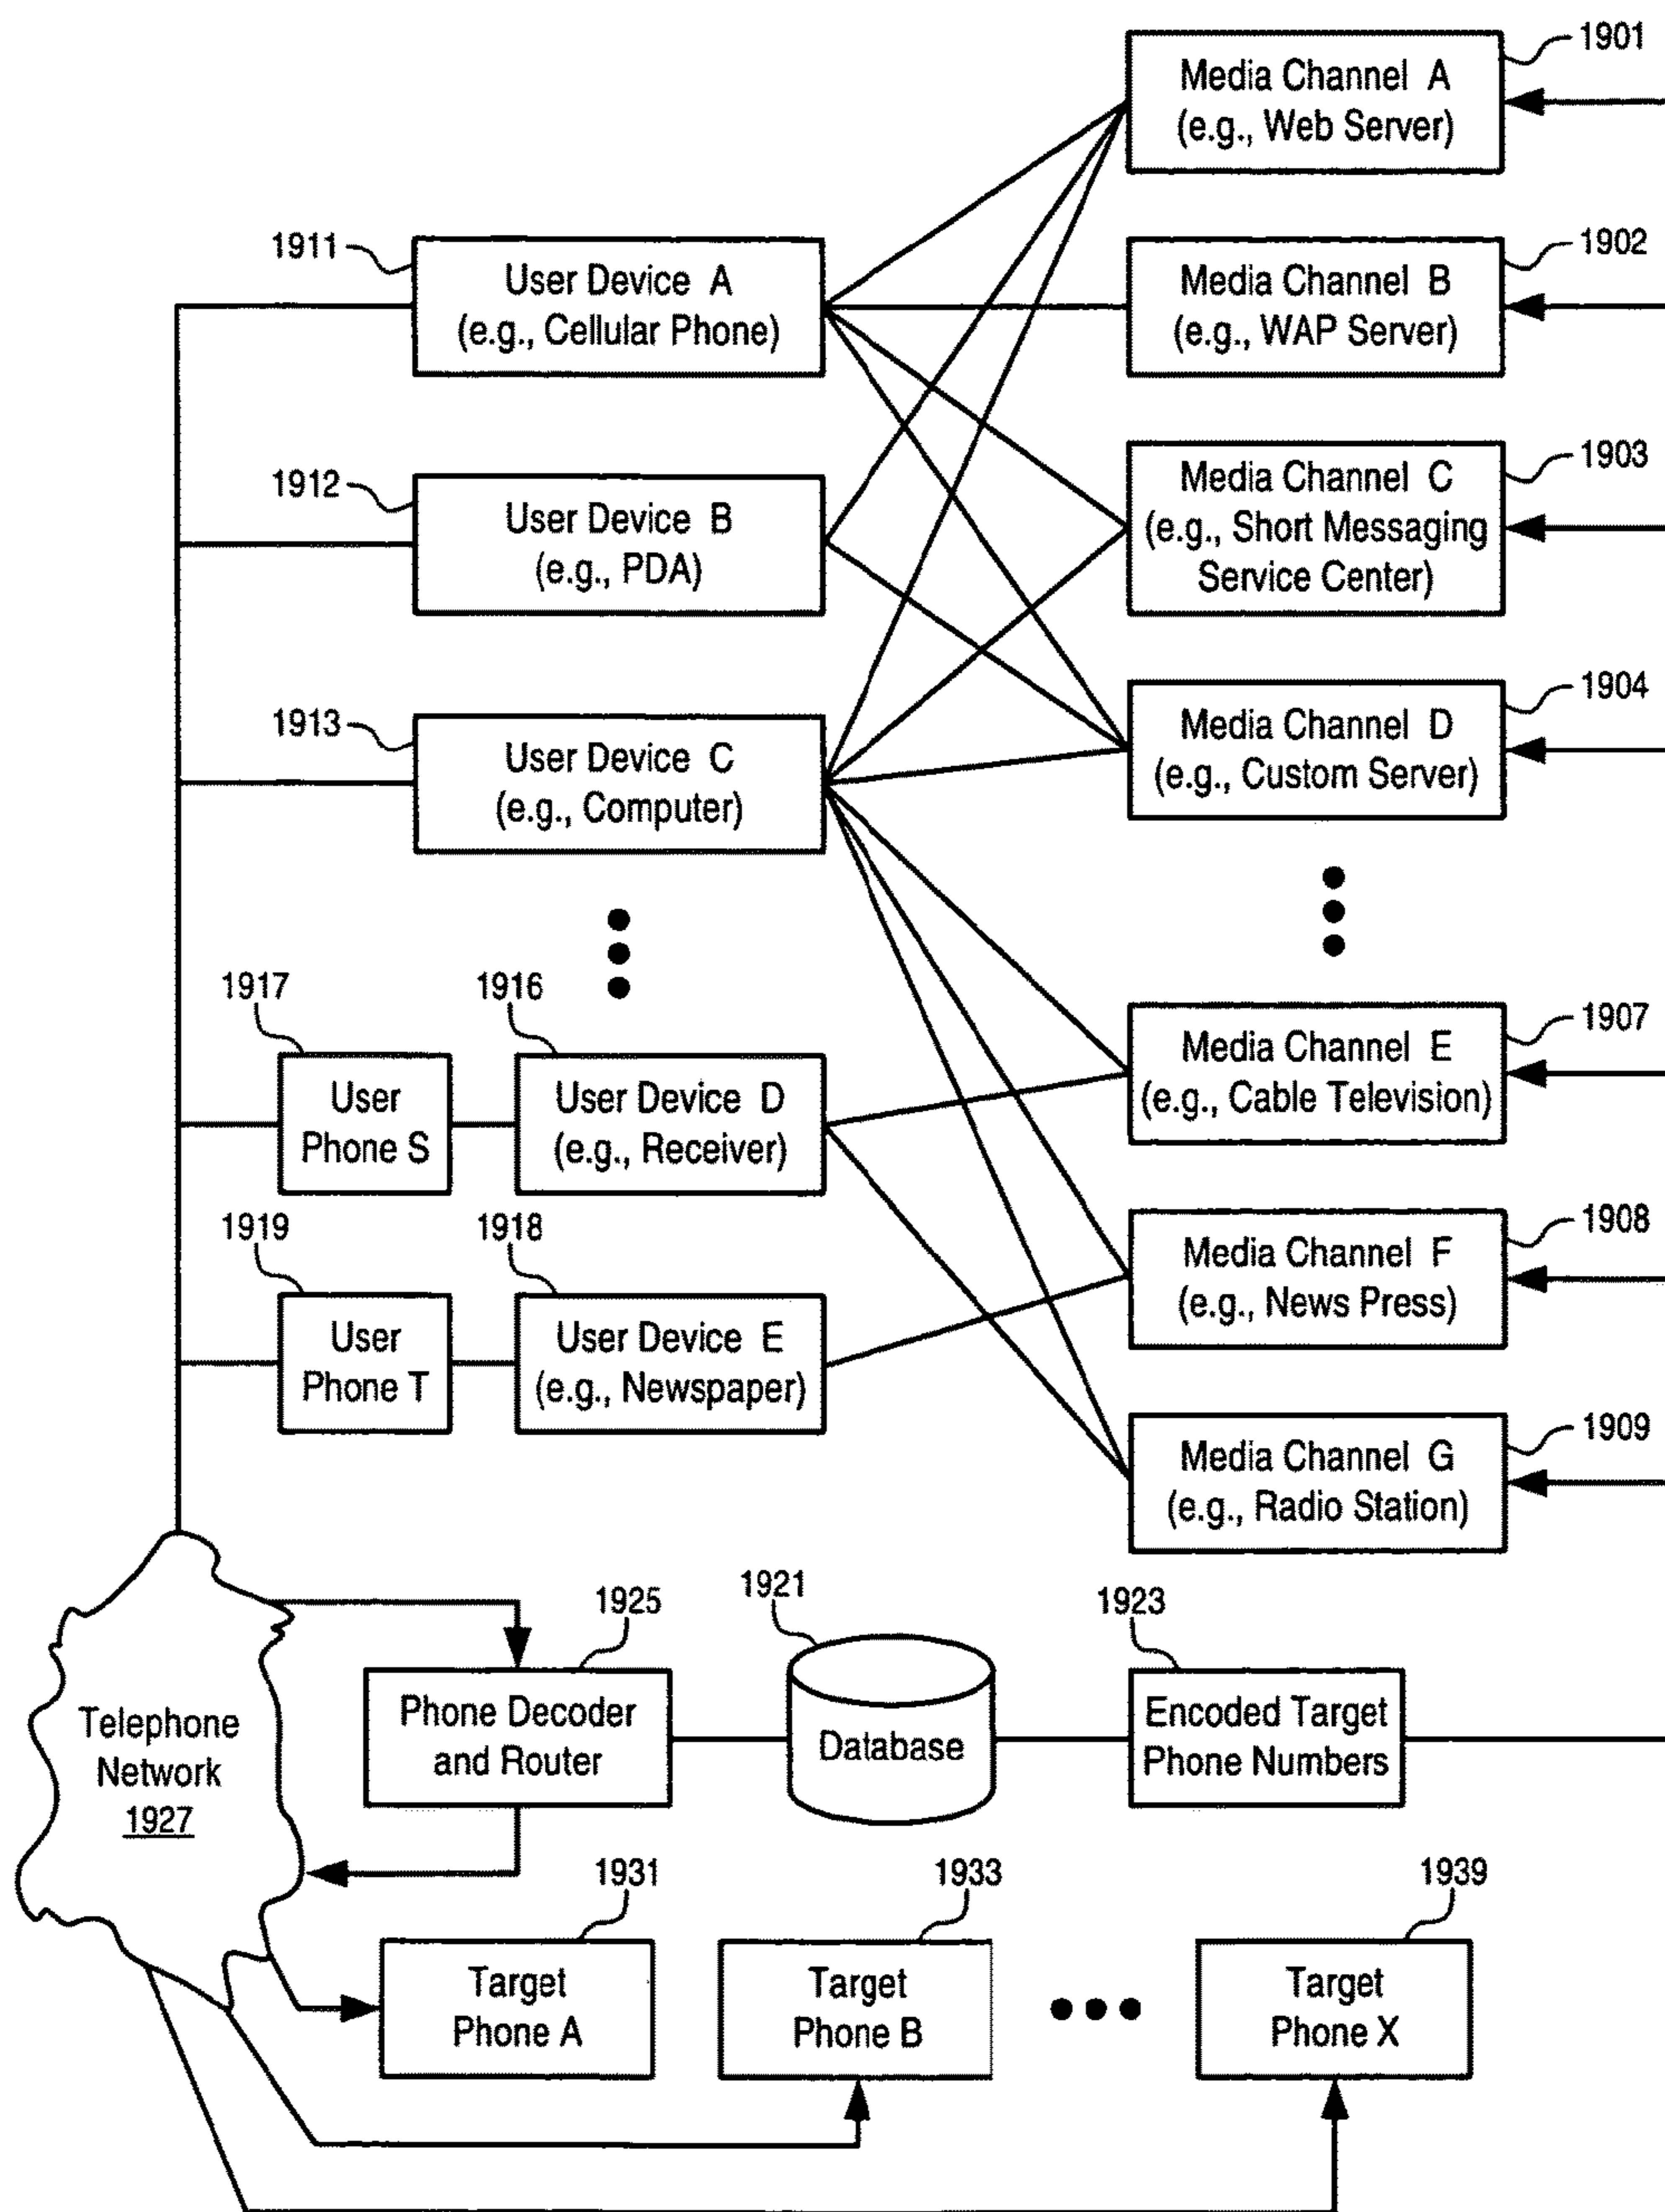 1901
Media Channel A
(e.g., Web Server)
1911
User Device A
(e.g., Cellular Phone)
1902
Media Channel B
(e.g., WAP Server)
1912
User Device B
(e.g., PDA)
1903
Media Channel C
(e.g., Short Messaging
Service Center)
1913
User Device C
(e.g., Computer)
1904
Media Channel D
(e.g., Custom Server)
1917
User
Phone S
1916
User Device D
(e.g., Receiver)
1907
Media Channel E
(e.g., Cable Television)
1919
User
Phone T
1918
User Device E
(e.g., Newspaper)
1908
Media Channel F
(e.g., News Press)
1909
Media Channel G
(e.g., Radio Station)
Telephone
Network
1927
1925
Phone Decoder
and Router
1921
Database
1923
Encoded Target
Phone Numbers
1931
Target
Phone A
1933
Target
Phone B
1939
Target
Phone X